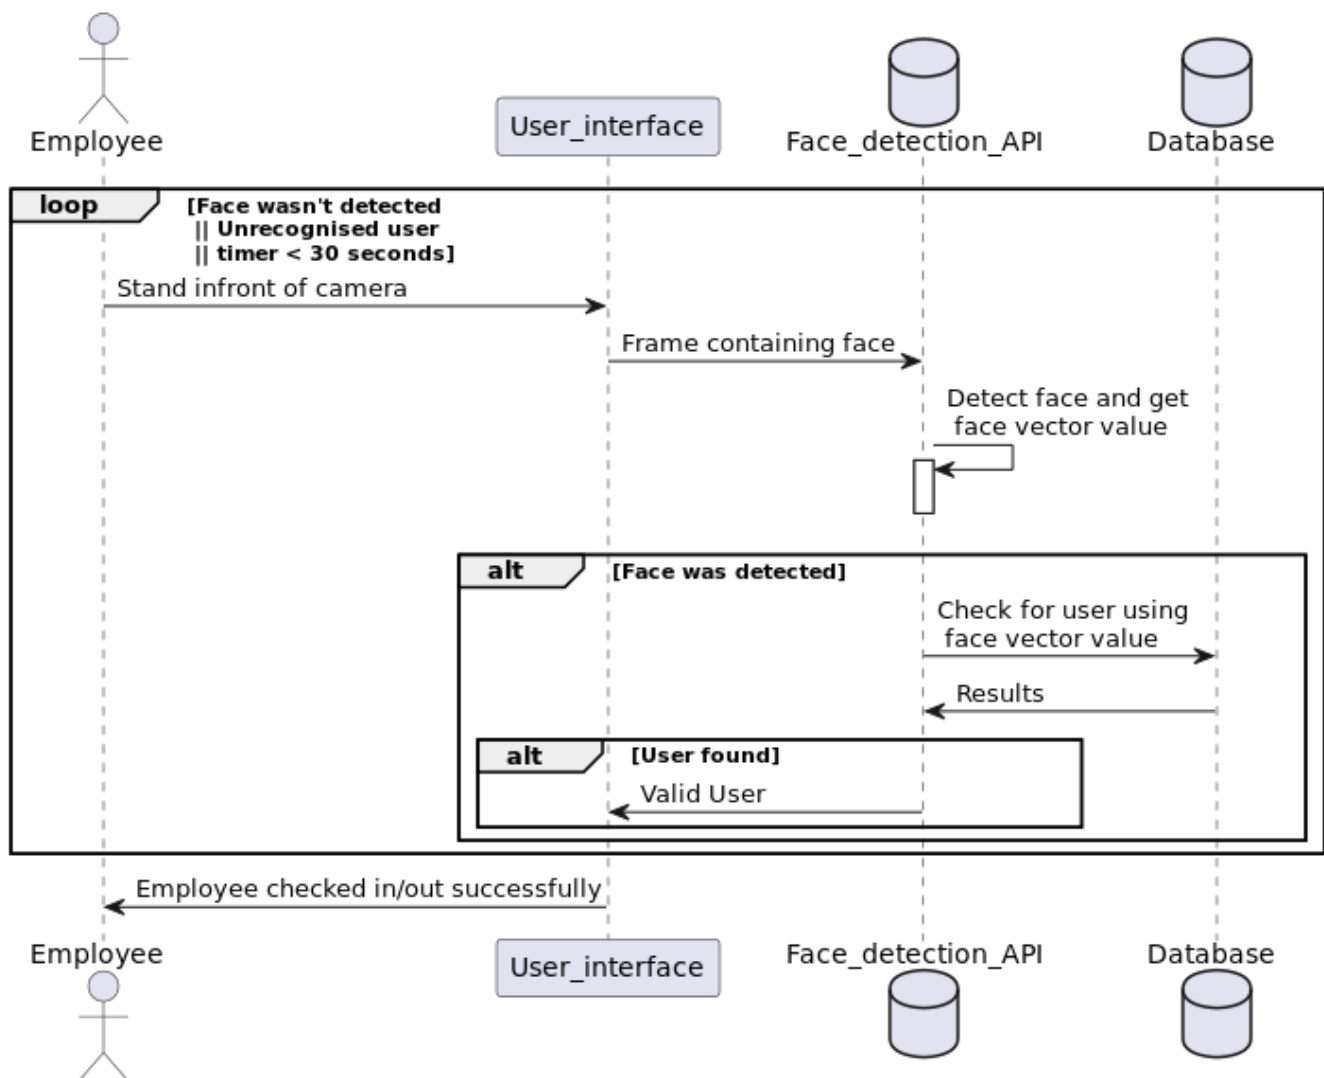 Employee
User_interface
Face_detection_API
Database
loop
[Face wasn't detected
|| Unrecognised user
|| timer < 30 seconds]
Stand infront of camera
Frame containing face
Detect face and get
face vector value
alt
[Face was detected]
Check for user using
face vector value
Results
alt
[User found]
Valid User
Employee checked in/out successfully
Employee
User_interface
Face_detection_API
Database